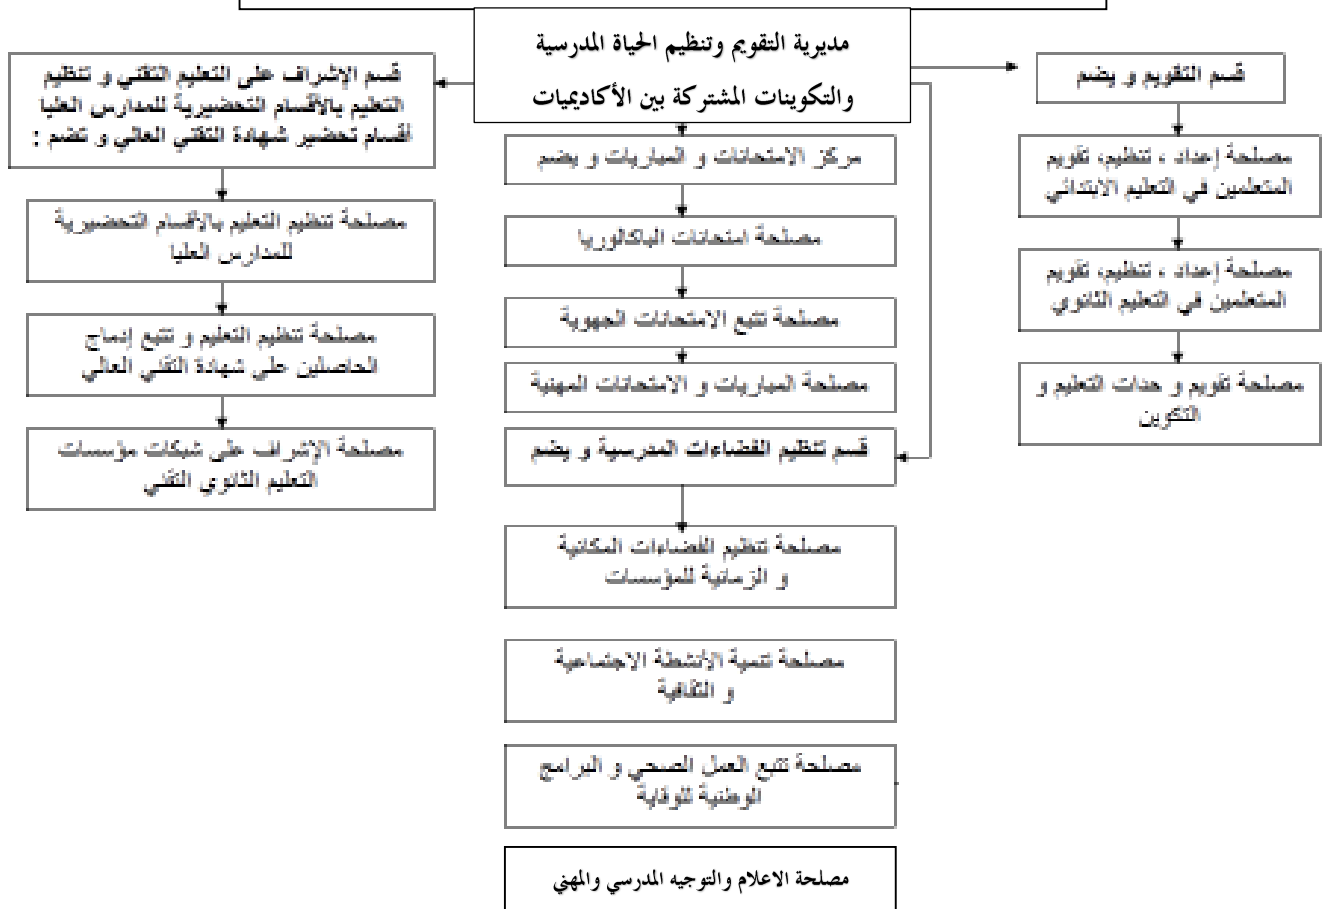 مديرية التقويم وتنظيم الحياة المدرسية
والتكوينات المشتركة بين الأكاديميات
قسم التقويم و يضم
مصلحة إعداد ، تنظيم، تقويم
المتعلمين في التعليم الابتدائي
مصلحة إعداد ، تنظيم، تقويم
المتعلمين في التعليم الثانوي
مصلحة تقويم و حدات التعليم و
التكوين
مركز الامتحانات و المباريات و يضم
مصلحة امتحانات الباكالوريا
مصلحة تتبع الامتحانات الجهوية
مصلحة المباريات و الامتحانات المهنية
قسم تنظيم الفضاءات المدرسية و يضم
مصلحة تنظيم الفضاءات المكانية
و الزمانية للمؤسسات
مصلحة تنمية الأنشطة الاجتماعية
و الثقافية
مصلحة تتبع العمل الصحي و البرامج
الوطنية للوقاية
مصلحة الاعلام والتوجيه المدرسي والمهني
قسم الإشراف على التعليم التقني و تنظيم
التعليم بالأقسام التحضيرية للمدارس العليا
أقسام تحضير شهادة التقني العالي و تضم :
مصلحة تنظيم التعليم بالأقسام التحضيرية
للمدارس العليا
مصلحة تنظيم التعليم و تتبع إدماج
الحاصلين على شهادة التقني العالي
مصلحة الإشراف على شبكات مؤسسات
التعليم الثانوي التقني